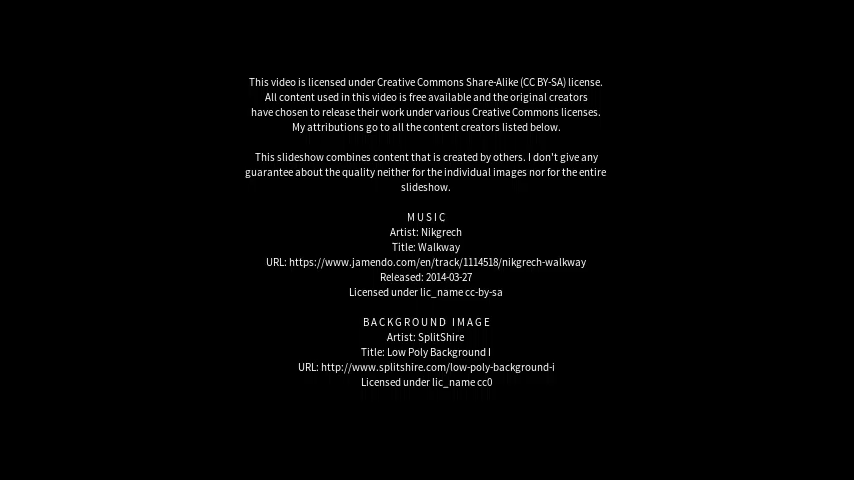 This video is licensed under Creative Commons Share-Alike (CC BY-SA) license.
All content used in this video is free available and the original creators
have chosen to release their work under various Creative Commons licenses.
My attributions go to all the content creators listed below.
This slideshow combines content that is created by others. I don't give any
guarantee about the quality neither for the individual images nor for the entire
slideshow.
MUSIC
Artist: Nikgrech
Title: Walkway
URL: https://www.jamendo.com/en/track/1114518/nikgrech-walkway
Released: 2014-03-27
Licensed under lic_name cc-by-sa
BACKGROUND IMAGE
Artist: SplitShire
Title: Low Poly Background I
URL: http://www.splitshire.com/low-poly-background-i
Licensed under lic_name cc0